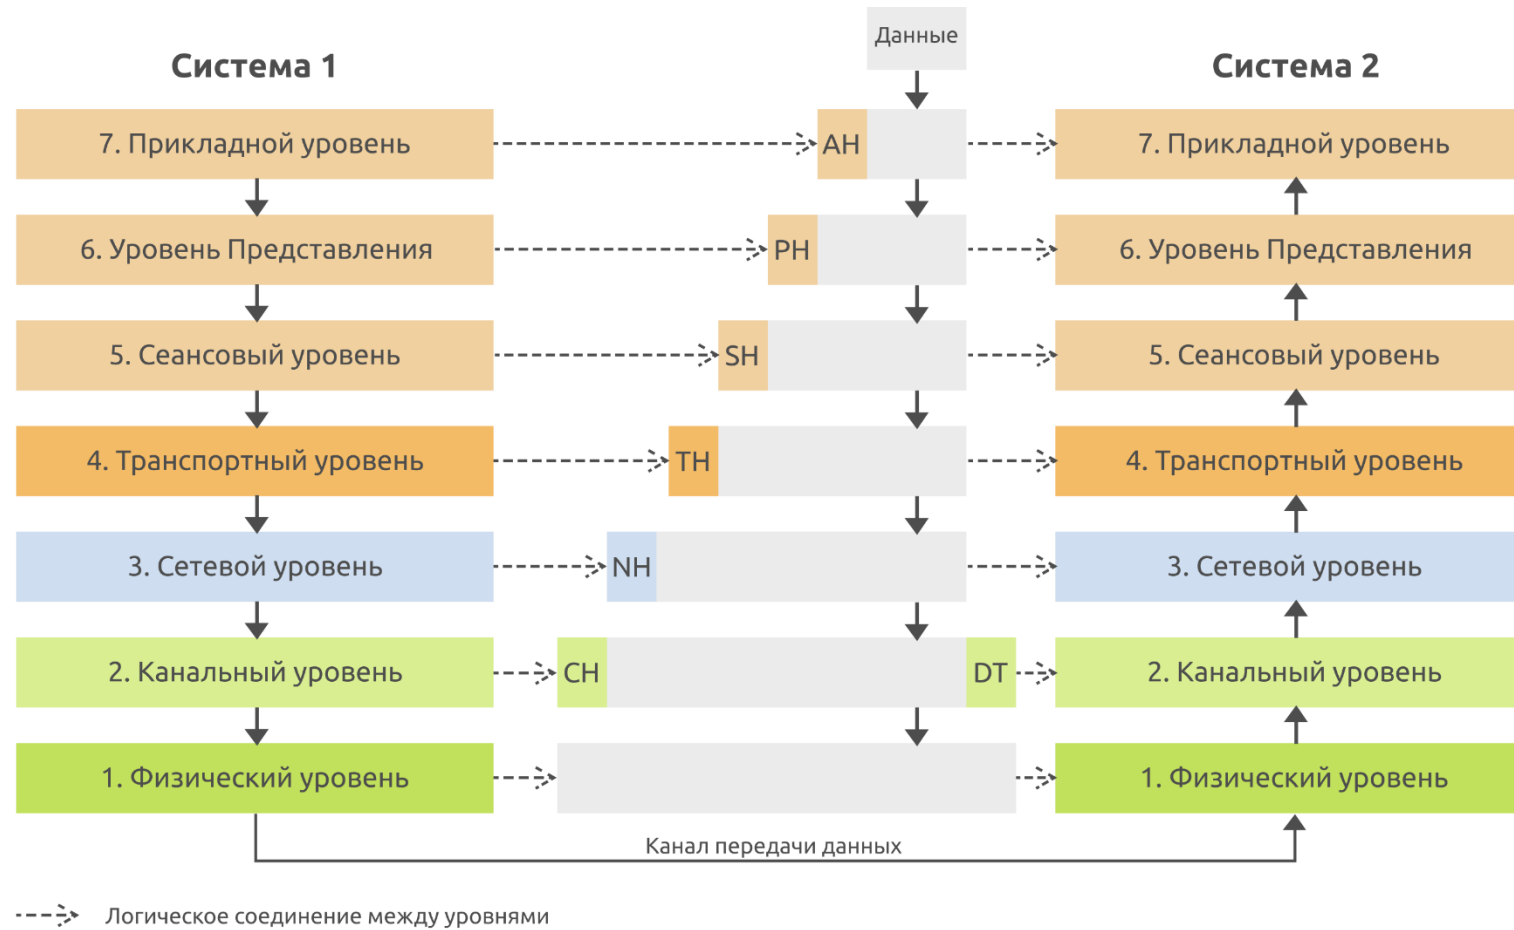 Данные
Система 1
Система 2
7. Прикладной уровень
AH
7. Прикладной уровень
6. Уровень Представления
PH
6. Уровень Представления
5. Сеансовый уровень
SH
5. Сеансовый уровень
4. Транспортный уровень
TH
4. Транспортный уровень
3. Сетевой уровень
NH
3. Сетевой уровень
2. Канальный уровень
CH
DT
2. Канальный уровень
1. Физический уровень
1. Физический уровень
Канал передачи данных
Логическое соединение между уровнями